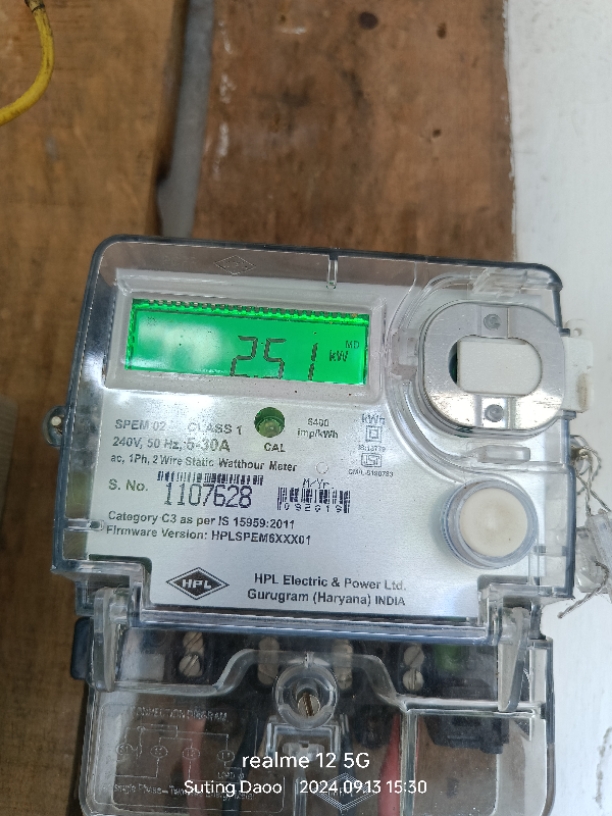 MD
251 kW
SPEM 02 CLASS 1
6400
imp/kWh
kWh
240V, 50 Hz, 5-30A
CAL
ac, 1Ph, 2 Wire Static Watthour Meter
S. No. 1107628
M/Yr.
092019
Category C3 as per IS 15959:2011
Firmware Version: HPLSPEM6XXX01
HPL
HPL Electric & Power Ltd.
Gurugram (Haryana) INDIA
realme 12 5G
Suting Daoo 2024.09.13 15:30